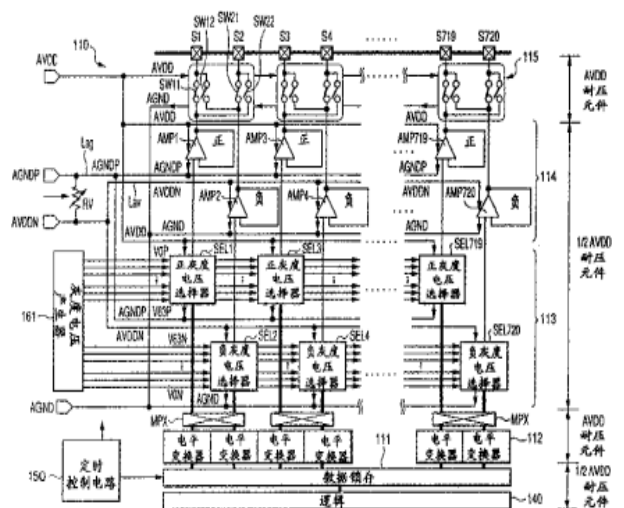 S1 S2 S3 S4 ...... S719 S720
SW12 SW21 SW22
AVDD 110
AVDD
SW11
AGND
115
AVDD
耐压
元件
AVDD
AMP1 正 AMP3 正 AMP719 正
Lag
AGNDP AGNDP AGNDP
Lav AVDDN AVDDN
RV
AVDDN
AMP2 负 AMP4 负 AMP720 负
AGND AGND
114
AVDD
SEL1 SEL3 SEL719
V0P
正灰度
电压
选择器
正灰度
电压
选择器
正灰度
电压
选择器
1/2 AVDD
耐压
元件
161
灰度电压
产生器
AGNDP V63P
AVDDN
113
V63N
SEL2 SEL4 SEL720
负灰度
电压
选择器
负灰度
电压
选择器
负灰度
电压
选择器
V0N
AGND AGND
MPX MPX
电平
变换器
电平
变换器
电平
变换器
电平
变换器
电平
变换器
电平
变换器
112
AVDD
耐压
元件
150
定时
控制电路
111
数据锁存
逻辑
140
1/2 AVDD
耐压
元件